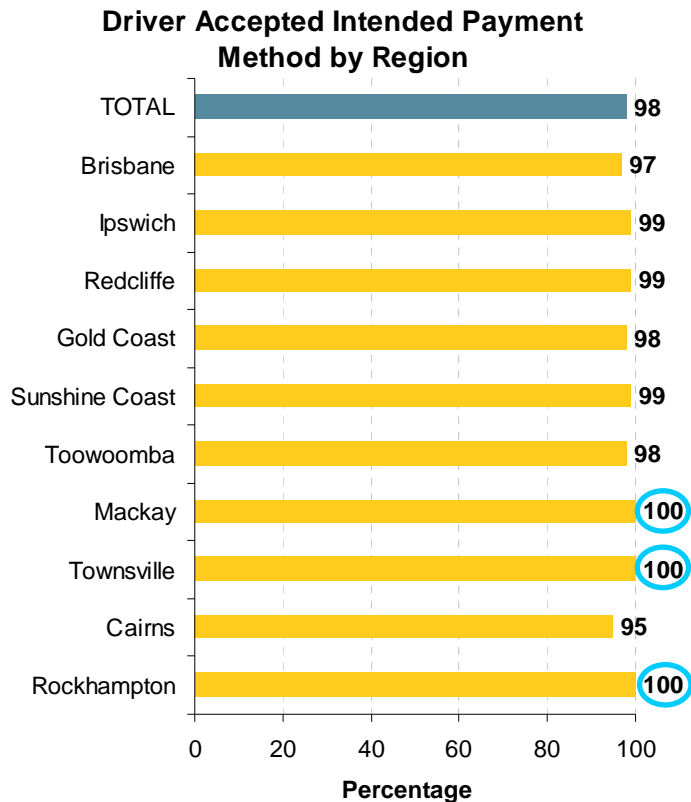 Driver Accepted Intended Payment
Method by Region
TOTAL 98
Brisbane 97
Ipswich 99
Redcliffe 99
Gold Coast 98
Sunshine Coast 99
Toowoomba 98
Mackay 100
Townsville 100
Cairns 95
Rockhampton 100
0 20 40 60 80 100
Percentage